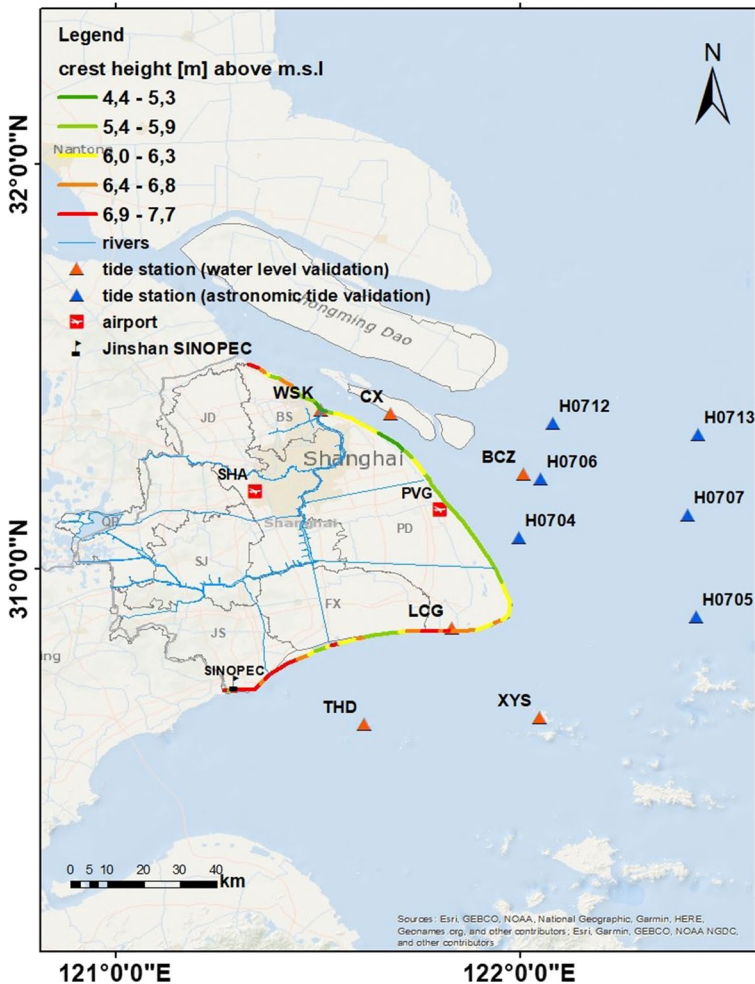 Legend
crest height [m] above m.s.l
4,4 - 5,3
5,4 - 5,9
Nantong
6,0 - 6,3
6,4 - 6,8
6,9 - 7,7
rivers
tide station (water level validation)
tide station (astronomic tide validation)
airport
Jinshan SINOPEC
N
32°0'0"N
31°0'0"N
Chongming Dao
WSK
CX
JD
BS
H0712
H0713
BCZ
H0706
Shanghai
SHA
PVG
H0707
QP
Shanghai
PD
H0704
SJ
FX
LCG
H0705
JS
ing
SINOPEC
THD
XYS
0 5 10 20 30 40
km
Sources: Esri, GEBCO, NOAA, National Geographic, Garmin, HERE,
Geonames.org, and other contributors; Esri, Garmin, GEBCO, NOAA NGDC,
and other contributors
121°0'0"E
122°0'0"E